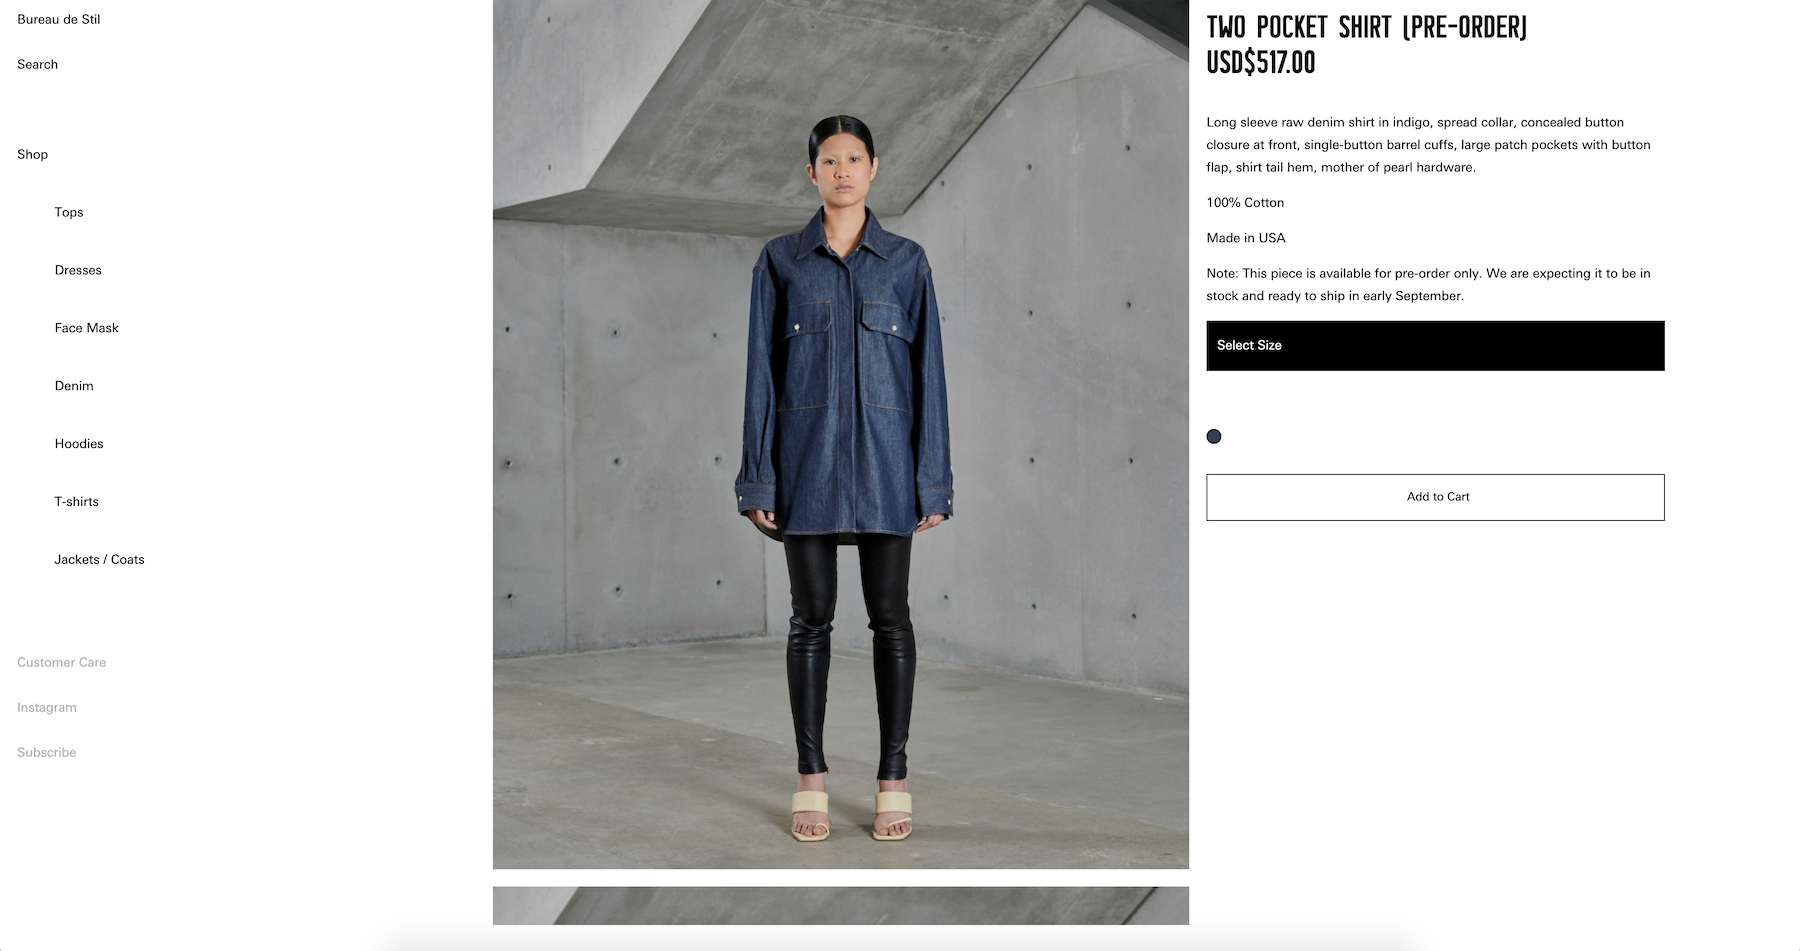 Bureau de Stil
Search
Shop
Tops
Dresses
Face Mask
Denim
Hoodies
T-shirts
Jackets / Coats
Customer Care
Instagram
Subscribe
TWO POCKET SHIRT (PRE-ORDER)
USD$517.00
Long sleeve raw denim shirt in indigo, spread collar, concealed button
closure at front, single-button barrel cuffs, large patch pockets with button
flap, shirt tail hem, mother of pearl hardware.
100% Cotton
Made in USA
Note: This piece is available for pre-order only. We are expecting it to be in
stock and ready to ship in early September.
Select Size
Add to Cart